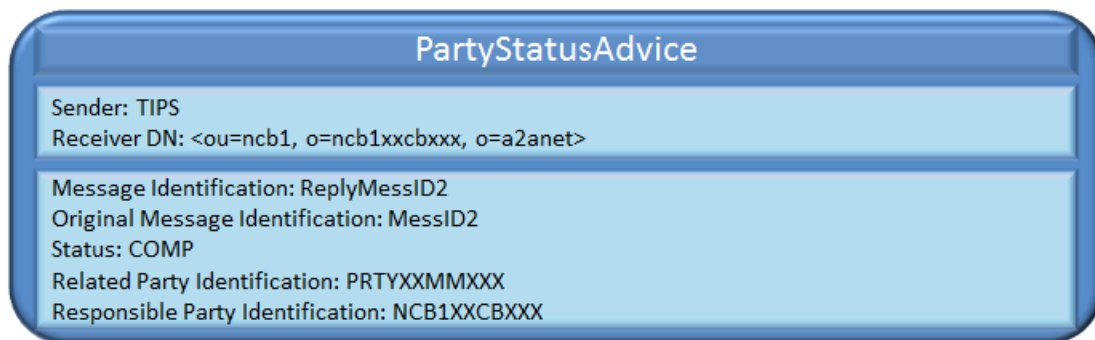 PartyStatusAdvice
Sender: TIPS
Receiver DN: <ou=ncb1, o=ncb1xxcbxxx, o=a2anet>
Message Identification: ReplyMessID2
Original Message Identification: MessID2
Status: COMP
Related Party Identification: PRTYXXMMXXX
Responsible Party Identification: NCB1XXCBXXX